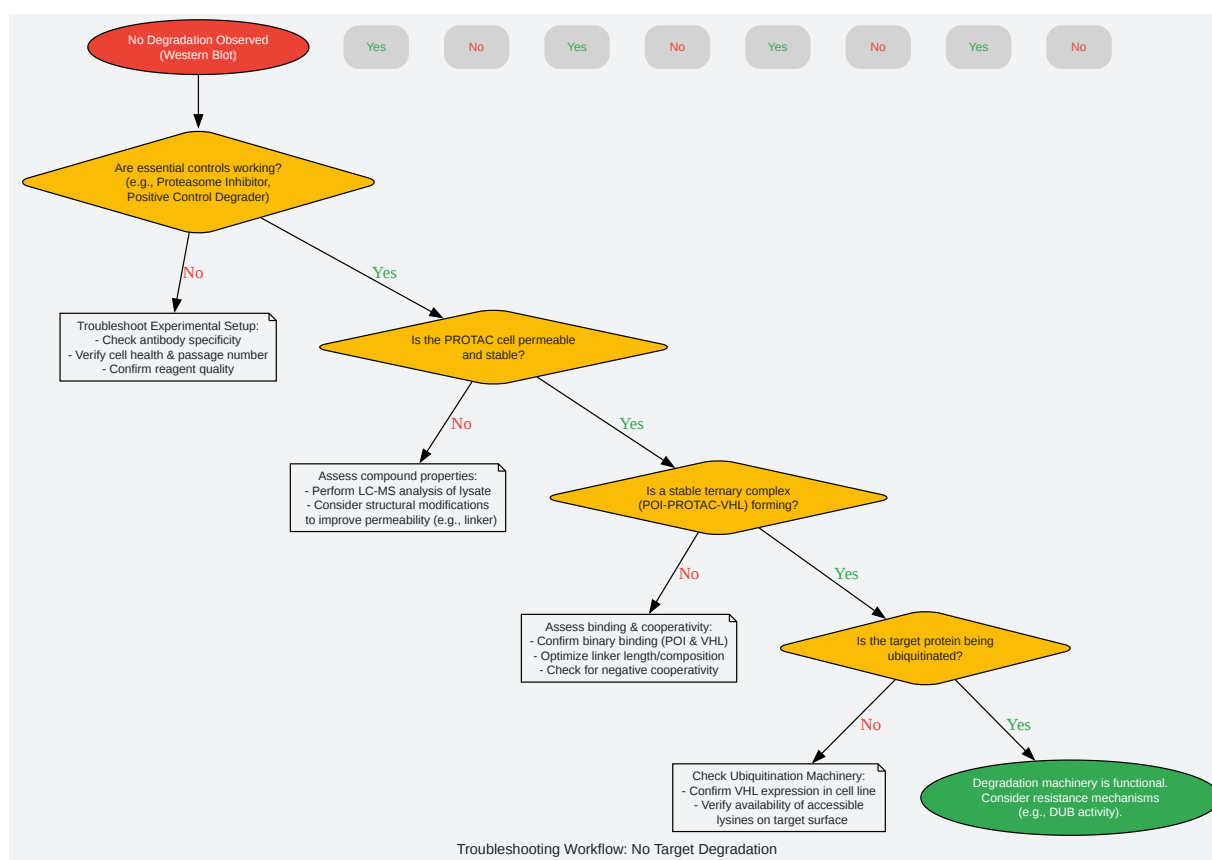 No Degradation Observed
(Western Blot)
Yes
No
Yes
No
Yes
No
Yes
No
Are essential controls working?
(e.g., Proteasome Inhibitor,
Positive Control Degrader)
No
Yes
Troubleshoot Experimental Setup:
- Check antibody specificity
- Verify cell health & passage number
- Confirm reagent quality
Is the PROTAC cell permeable
and stable?
No
Yes
Assess compound properties:
- Perform LC-MS analysis of lysate
- Consider structural modifications
to improve permeability (e.g., linker)
Is a stable ternary complex
(POI-PROTAC-VHL) forming?
No
Yes
Assess binding & cooperativity:
- Confirm binary binding (POI & VHL)
- Optimize linker length/composition
- Check for negative cooperativity
Is the target protein being
ubiquitinated?
No
Yes
Check Ubiquitination Machinery:
- Confirm VHL expression in cell line
- Verify availability of accessible
lysines on target surface
Degradation machinery is functional.
Consider resistance mechanisms
(e.g., DUB activity).
Troubleshooting Workflow: No Target Degradation